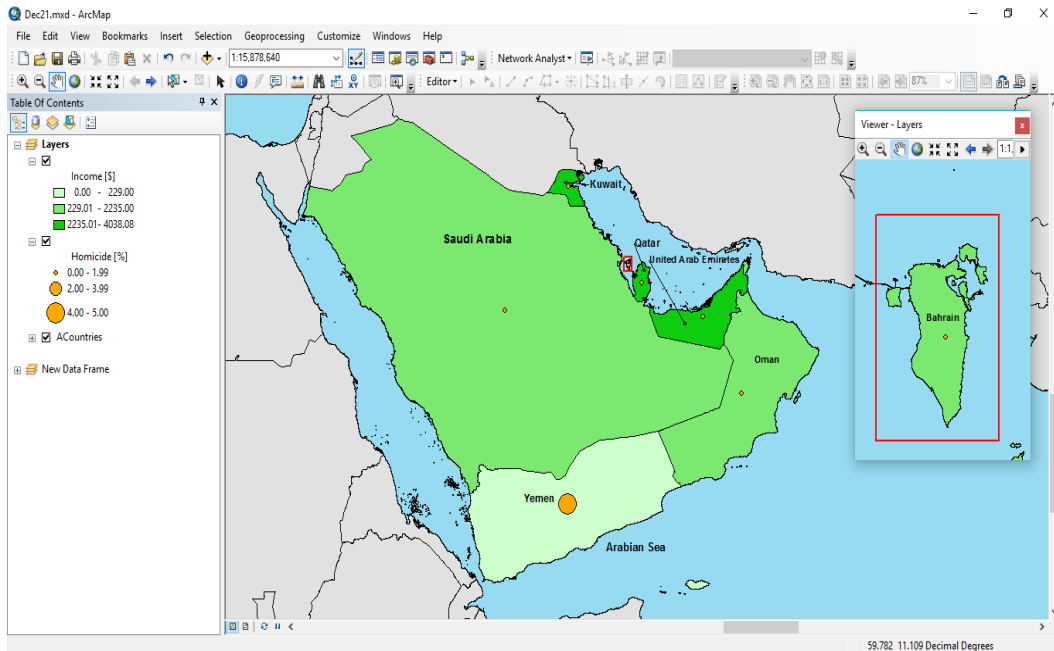 Dec21.mxd - ArcMap
File Edit View Bookmarks Insert Selection Geoprocessing Customize Windows Help
1:15,878,640 Network Analyst
Editor 87%
Table Of Contents
Layers
Income [$]
0.00 - 229.00
229.01 - 2235.00
2235.01- 4038.08
Homicide [%]
0.00 - 1.99
2.00 - 3.99
4.00 - 5.00
ACountries
New Data Frame
Viewer - Layers
1:1,
Kuwait
Saudi Arabia
Qatar
United Arab Emirates
Bahrain
Oman
Yemen
Arabian Sea
59.782 11.109 Decimal Degrees